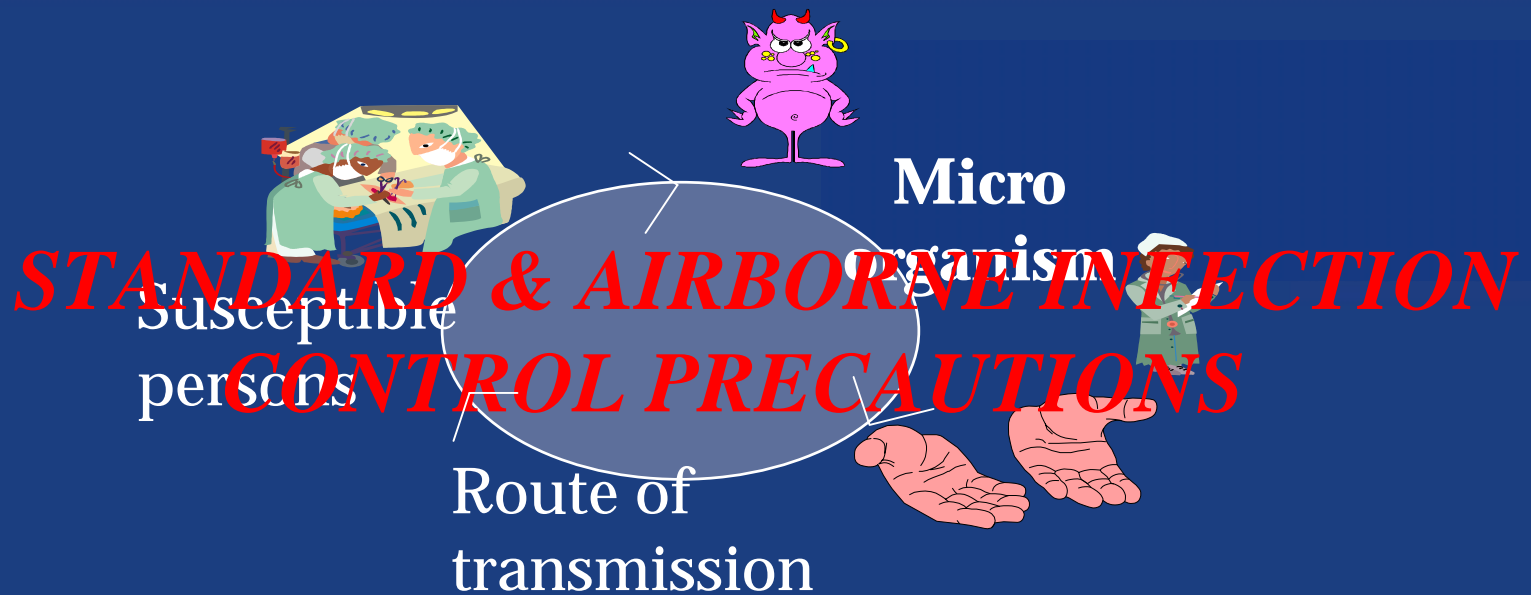 Micro
organism
STANDARD & AIRBORNE INFECTION
CONTROL PRECAUTIONS
Susceptible
persons
Route of
transmission